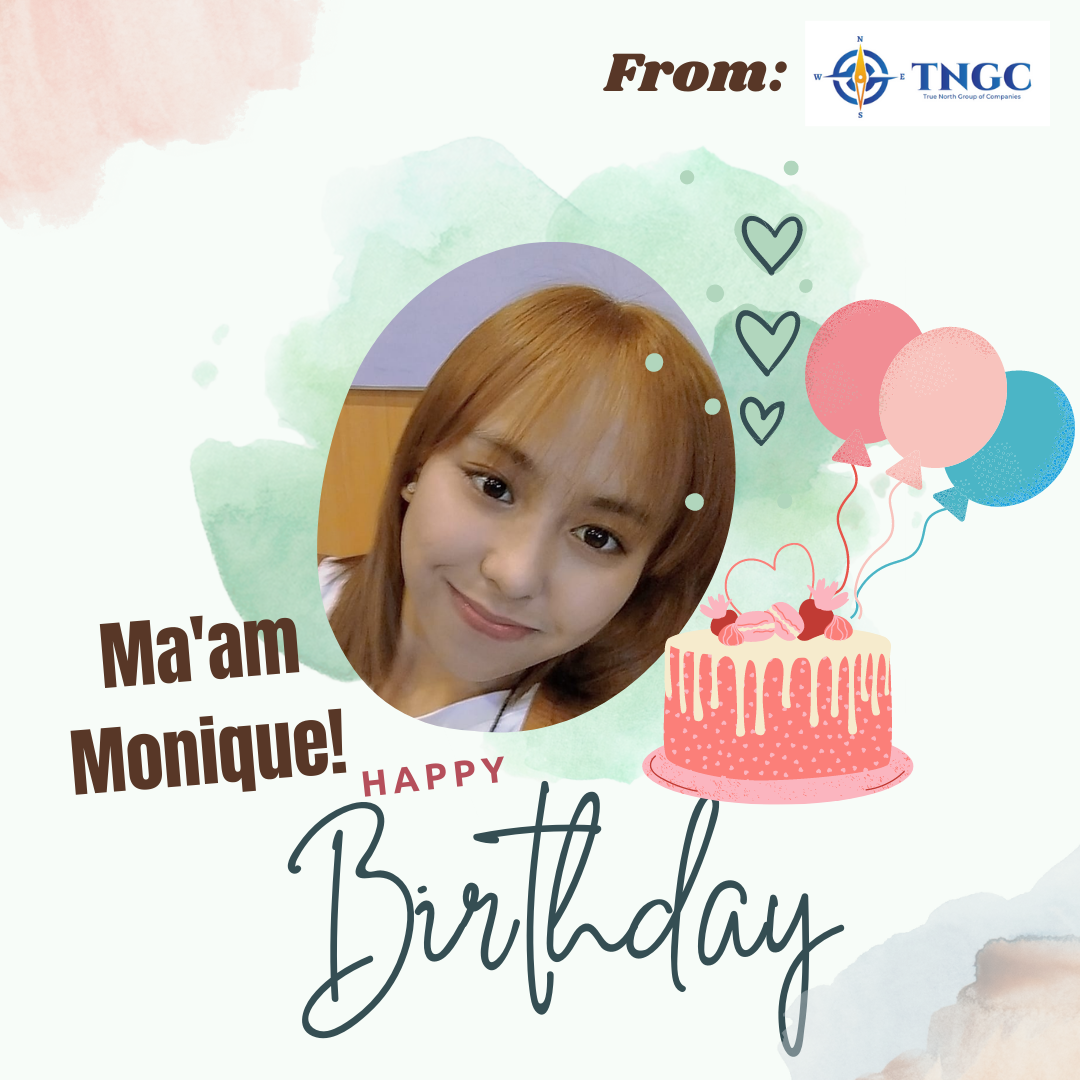 From:
N
W E
S
TNGC
True North Group of Companies
Ma'am
Monique!
HAPPY
Birthday